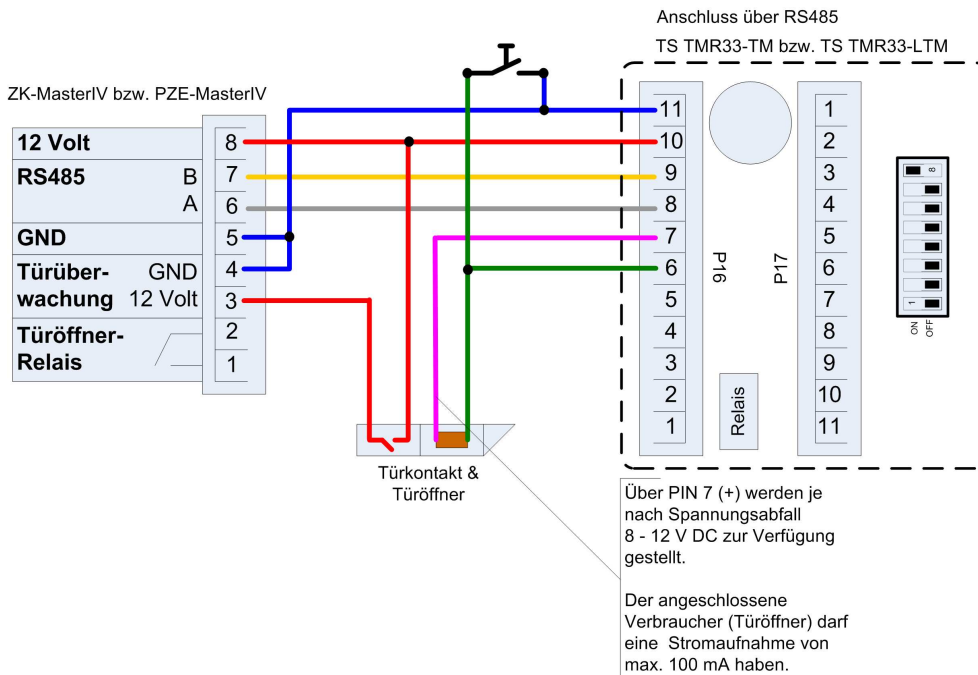 Anschluss über RS485
TS TMR33-TM bzw. TS TMR33-LTM
ZK-MasterIV bzw. PZE-MasterIV
12 Volt 8
RS485 B 7
A 6
GND 5
Türüber- GND 4
wachung 12 Volt 3
Türöffner- 2
Relais 1
11
10
9
8
7
6
5
4
3
2
1
P16
Relais
P17
1
2
3
4
5
6
7
8
9
10
11
8
1
ON
OFF
Türkontakt &
Türöffner
Über PIN 7 (+) werden je
nach Spannungsabfall
8 - 12 V DC zur Verfügung
gestellt.
Der angeschlossene
Verbraucher (Türöffner) darf
eine Stromaufnahme von
max. 100 mA haben.